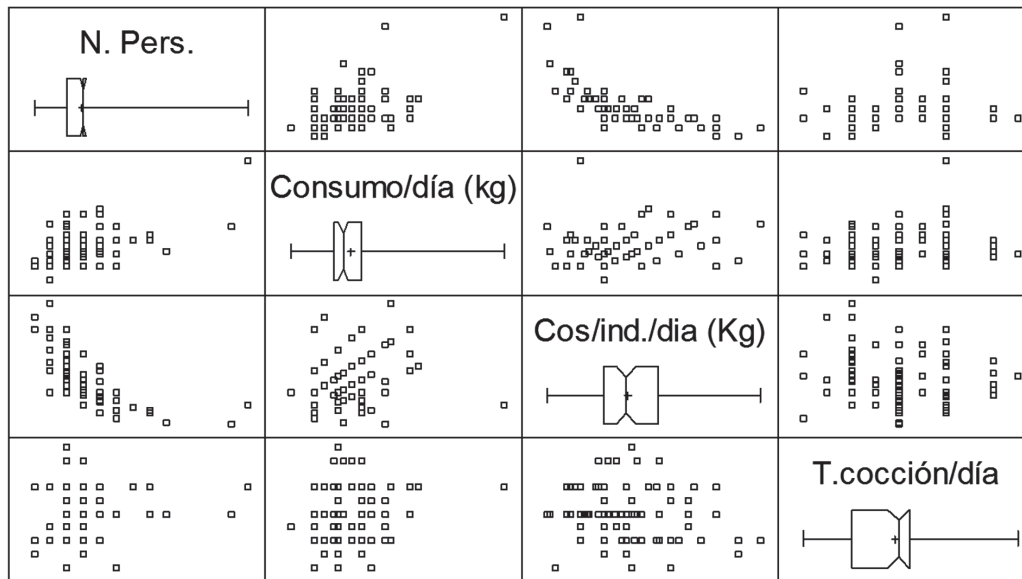 N. Pers.
Consumo/día (kg)
Cos/ind./dia (Kg)
T.cocción/día